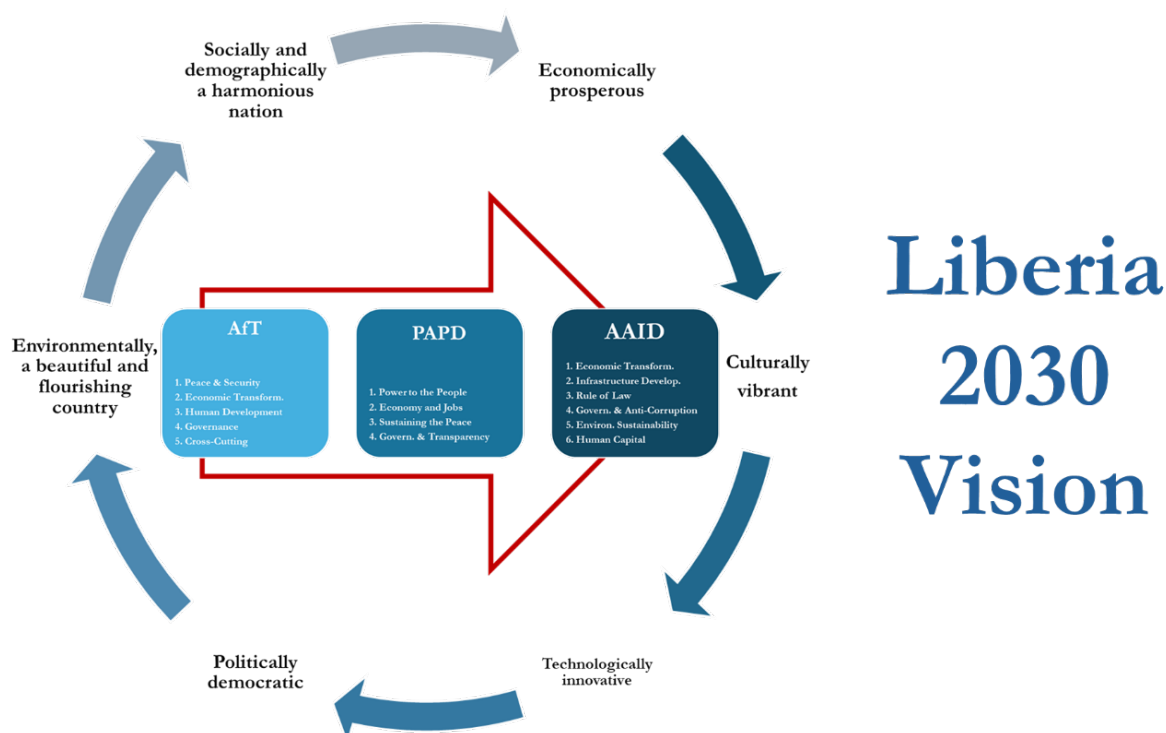 Socially and
demographically
a harmonious
nation
Economically
prosperous
Culturally
vibrant
Technologically
innovative
Politically
democratic
Environmentally,
a beautiful and
flourishing
country
AfT
1. Peace & Security
2. Economic Transform.
3. Human Development
4. Governance
5. Cross-Cutting
PAPD
1. Power to the People
2. Economy and Jobs
3. Sustaining the Peace
4. Govern. & Transparency
AAID
1. Economic Transform.
2. Infrastructure Develop.
3. Rule of Law
4. Govern. & Anti-Corruption
5. Environ. Sustainability
6. Human Capital
Liberia
2030
Vision